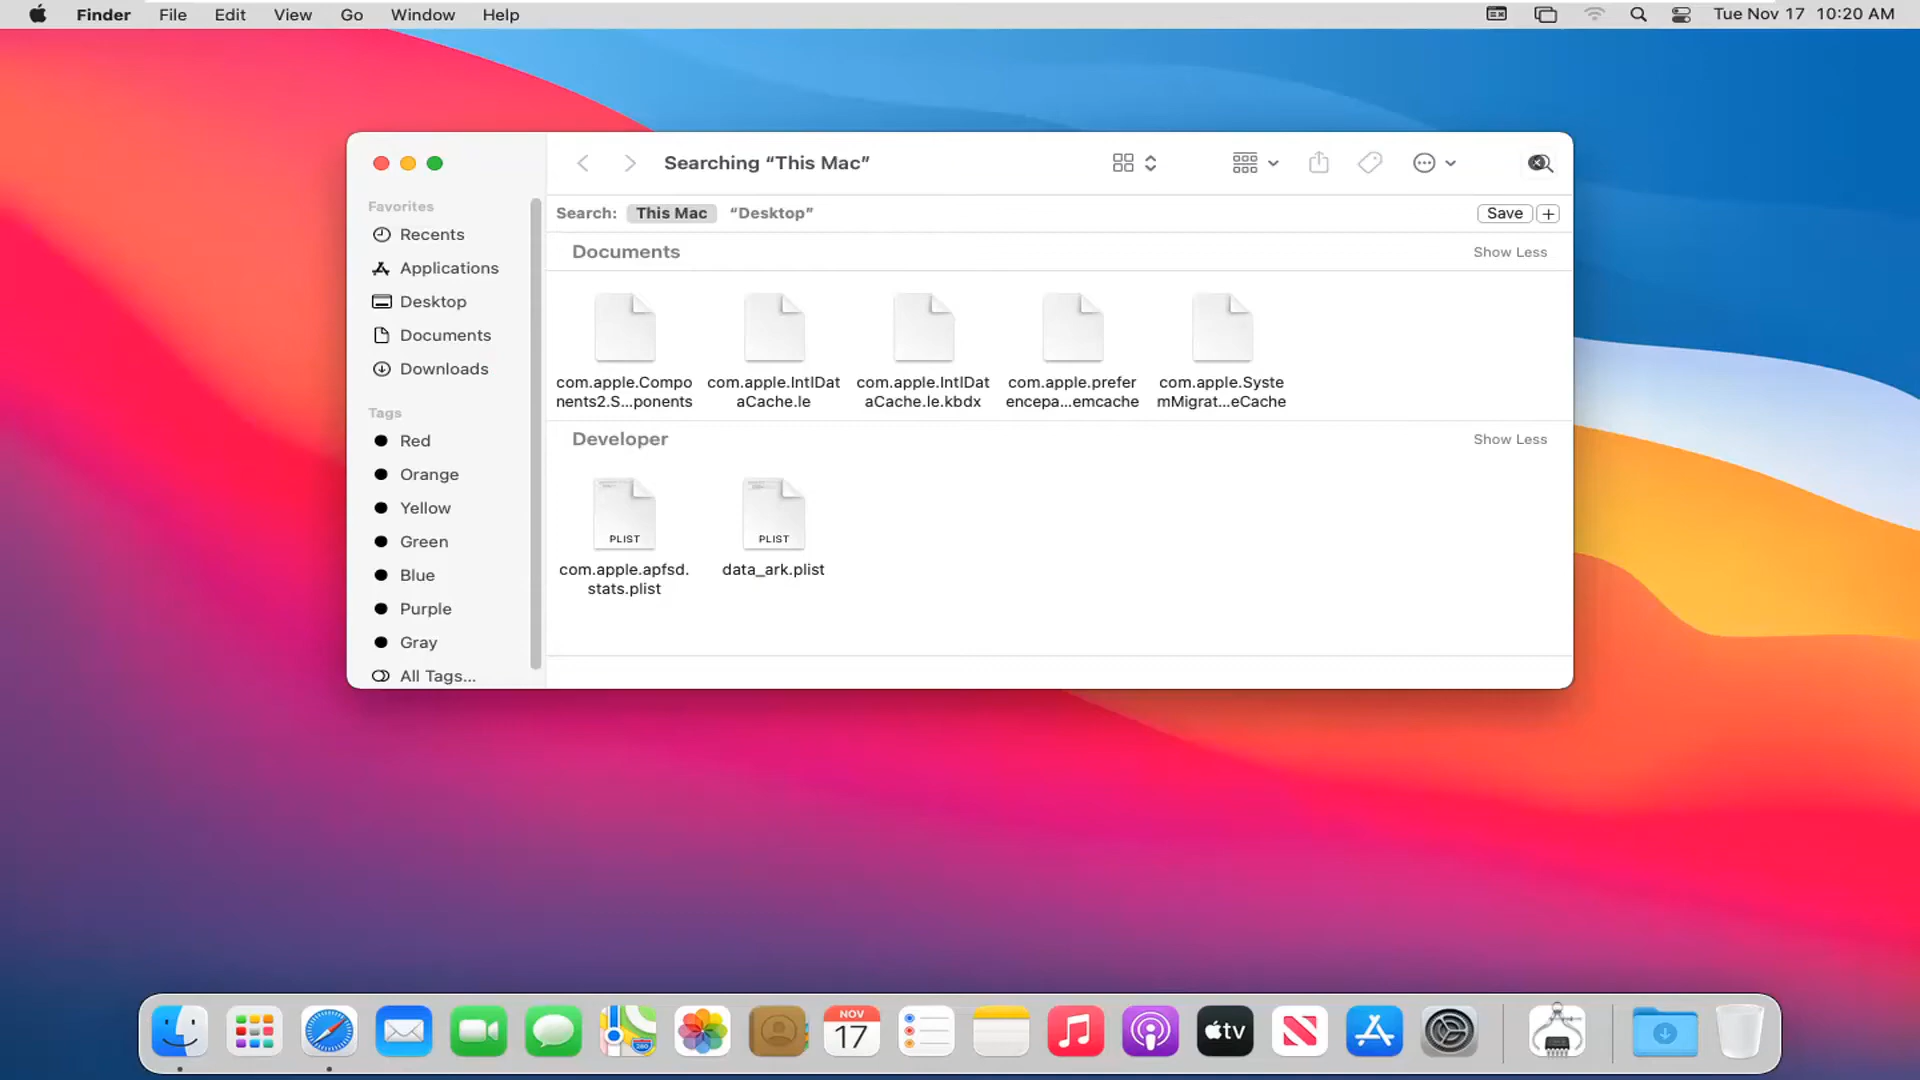 Finder File Edit View Go Window Help Tue Nov 17 10:20 AM
Searching “This Mac”
Search: This Mac “Desktop” Save +
Favorites
Recents
Applications
Desktop
Documents
Downloads
Tags
Red
Orange
Yellow
Green
Blue
Purple
Gray
All Tags...
Documents Show Less
com.apple.Compo
nents2.S...ponents
com.apple.IntlDat
aCache.le
com.apple.IntlDat
aCache.le.kbdx
com.apple.prefer
encepa...emcache
com.apple.Syste
mMigrat...eCache
Developer Show Less
PLIST
com.apple.apfsd.
stats.plist
PLIST
data_ark.plist
NOV
17
tv